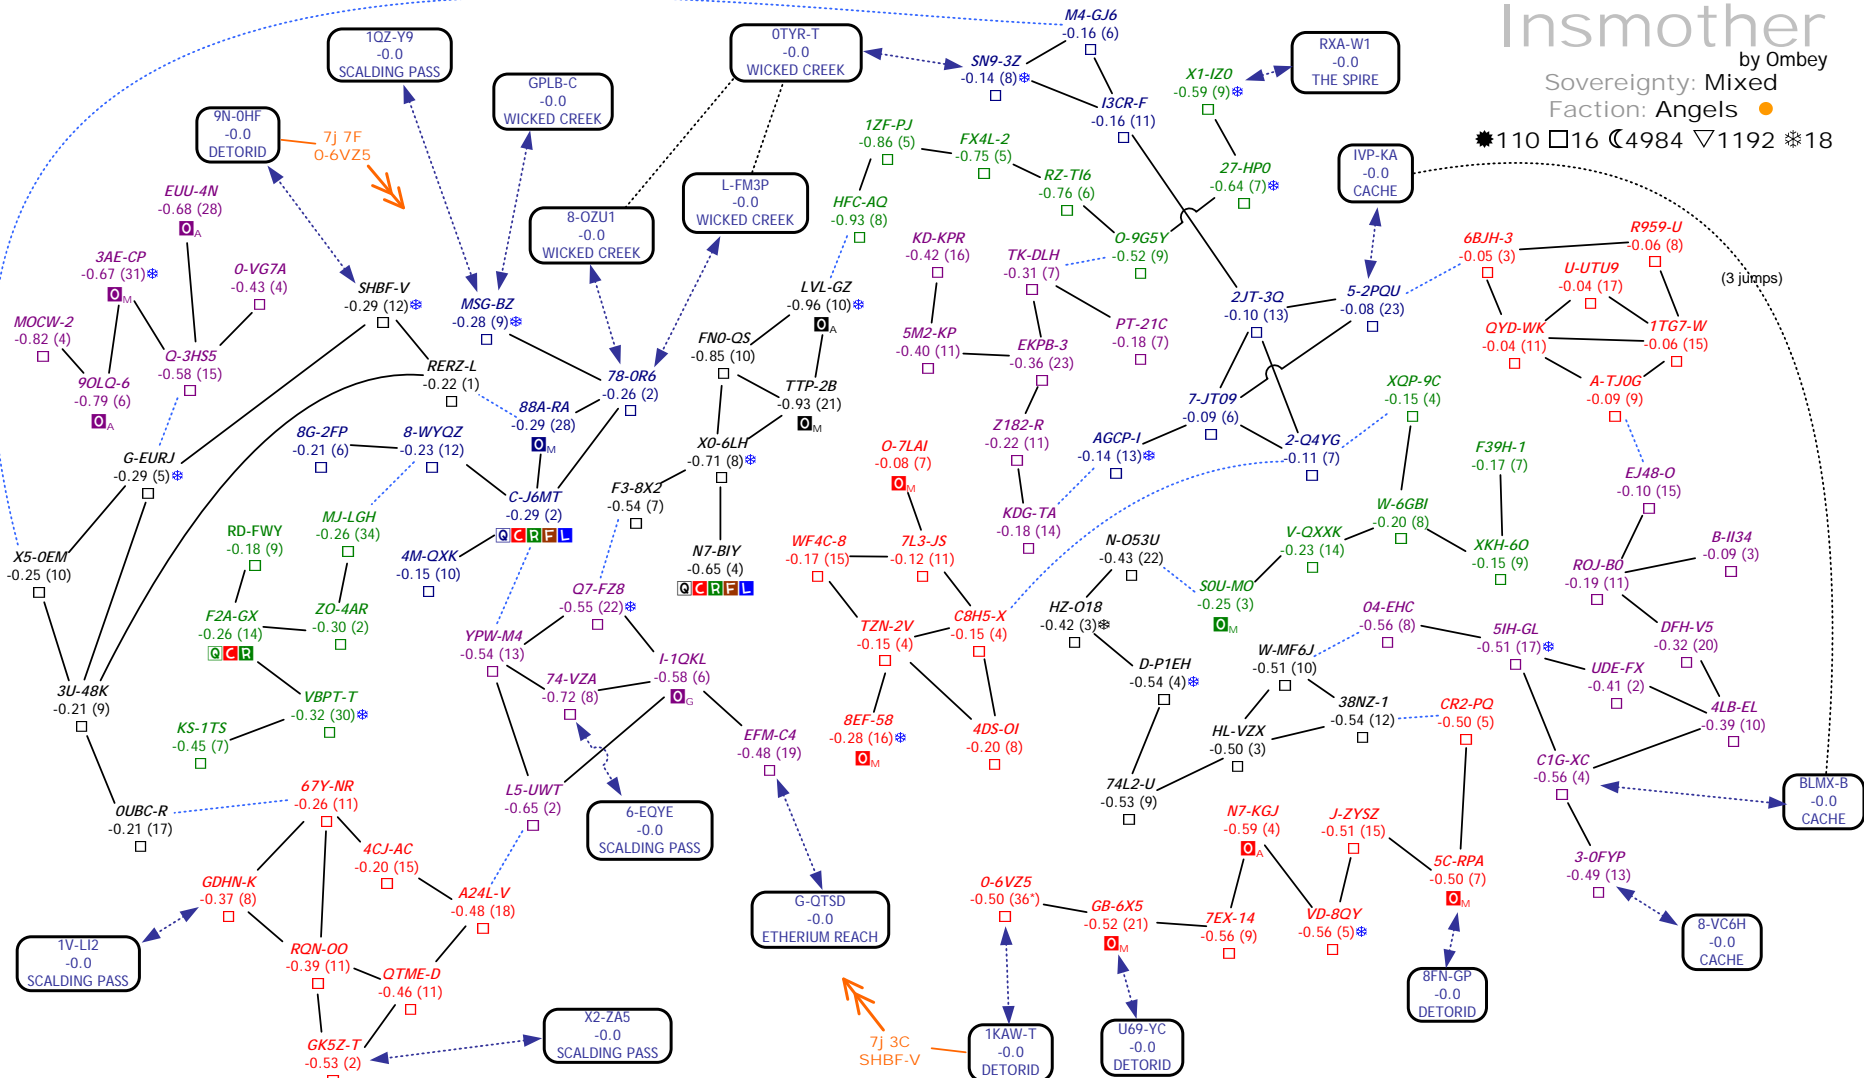 Insmother
by Ombey
Sovereignty: Mixed
Faction: Angels
110 16 4984 1192 18
M4-GJ6
-0.16 (6)
1QZ-Y9
-0.0
SCALDING PASS
0TYR-T
-0.0
WICKED CREEK
SN9-3Z
-0.14 (8)
RXA-W1
-0.0
THE SPIRE
X1-IZ0
-0.59 (9)
GPLB-C
-0.0
WICKED CREEK
I3CR-F
-0.16 (11)
9N-0HF
-0.0
DETORID
7j 7F
0-6VZ5
1ZF-PJ
-0.86 (5)
FX4L-2
-0.75 (5)
RZ-TI6
-0.76 (6)
27-HP0
-0.64 (7)
IVP-KA
-0.0
CACHE
EUU-4N
-0.68 (28)
0A
L-FM3P
-0.0
WICKED CREEK
8-OZU1
-0.0
WICKED CREEK
HFC-AQ
-0.93 (8)
KD-KPR
-0.42 (16)
TK-DLH
-0.31 (7)
O-9G5Y
-0.52 (9)
6BJH-3
-0.05 (3)
R959-U
-0.06 (8)
U-UTU9
-0.04 (17)
(3 jumps)
3AE-CP
-0.67 (31)
0M
0-VG7A
-0.43 (4)
SHBF-V
-0.29 (12)
MSG-BZ
-0.28 (9)
LVL-GZ
-0.96 (10)
0A
2JT-3Q
-0.10 (13)
5-2PQU
-0.08 (23)
MOCW-2
-0.82 (4)
Q-3HS5
-0.58 (15)
9OLQ-6
-0.79 (6)
0A
RERZ-L
-0.22 (1)
78-0R6
-0.26 (2)
FN0-QS
-0.85 (10)
5M2-KP
-0.40 (11)
EKPB-3
-0.36 (23)
PT-21C
-0.18 (7)
QYD-WK
-0.04 (11)
1TG7-W
-0.06 (15)
TTP-2B
-0.93 (21)
0M
A-TJ0G
-0.09 (9)
XQP-9C
-0.15 (4)
88A-RA
-0.29 (28)
0M
7-JT09
-0.09 (6)
8G-2FP
-0.21 (6)
8-WYQZ
-0.23 (12)
X0-6LH
-0.71 (8)
O-7LAI
-0.08 (7)
0M
Z182-R
-0.22 (11)
AGCP-I
-0.14 (13)
2-Q4YG
-0.11 (7)
F39H-1
-0.17 (7)
G-EURJ
-0.29 (5)
EJ48-O
-0.10 (15)
F3-8X2
-0.54 (7)
C-J6MT
-0.29 (2)
QCRFL
KDG-TA
-0.18 (14)
W-6GBI
-0.20 (8)
RD-FWY
-0.18 (9)
MJ-LGH
-0.26 (34)
V-QXXK
-0.23 (14)
XKH-6O
-0.15 (9)
B-II34
-0.09 (3)
X5-0EM
-0.25 (10)
4M-QXK
-0.15 (10)
N7-BIY
-0.65 (4)
QCRFL
WF4C-8
-0.17 (15)
7L3-JS
-0.12 (11)
N-O53U
-0.43 (22)
ROJ-B0
-0.19 (11)
S0U-MO
-0.25 (3)
0M
Q7-FZ8
-0.55 (22)
F2A-GX
-0.26 (14)
QCR
ZO-4AR
-0.30 (2)
HZ-O18
-0.42 (3)
04-EHC
-0.56 (8)
5IH-GL
-0.51 (17)
DFH-V5
-0.32 (20)
YPW-M4
-0.54 (13)
TZN-2V
-0.15 (4)
C8H5-X
-0.15 (4)
I-1QKL
-0.58 (6)
0G
W-MF6J
-0.51 (10)
D-P1EH
-0.54 (4)
UDE-FX
-0.41 (2)
3U-48K
-0.21 (9)
VBPT-T
-0.32 (30)
74-VZA
-0.72 (8)
38NZ-1
-0.54 (12)
CR2-PQ
-0.50 (5)
4LB-EL
-0.39 (10)
KS-1TS
-0.45 (7)
EFM-C4
-0.48 (19)
8EF-58
-0.28 (16)
0M
4DS-OI
-0.20 (8)
HL-VZX
-0.50 (3)
C1G-XC
-0.56 (4)
67Y-NR
-0.26 (11)
L5-UWT
-0.65 (2)
74L2-U
-0.53 (9)
BLMX-B
-0.0
CACHE
0UBC-R
-0.21 (17)
6-EQYE
-0.0
SCALDING PASS
N7-KGJ
-0.59 (4)
0A
J-ZYSZ
-0.51 (15)
4CJ-AC
-0.20 (15)
5C-RPA
-0.50 (7)
0M
3-0FYP
-0.49 (13)
GDHN-K
-0.37 (8)
A24L-V
-0.48 (18)
G-QTSD
-0.0
ETHERIUM REACH
0-6VZ5
-0.50 (36*)
GB-6X5
-0.52 (21)
0M
7EX-14
-0.56 (9)
VD-8QY
-0.56 (5)
8-VC6H
-0.0
CACHE
1V-LI2
-0.0
SCALDING PASS
RQN-OO
-0.39 (11)
QTME-D
-0.46 (11)
8FN-GP
-0.0
DETORID
X2-ZA5
-0.0
SCALDING PASS
GK5Z-T
-0.53 (2)
7j 3C
SHBF-V
1KAW-T
-0.0
DETORID
U69-YC
-0.0
DETORID